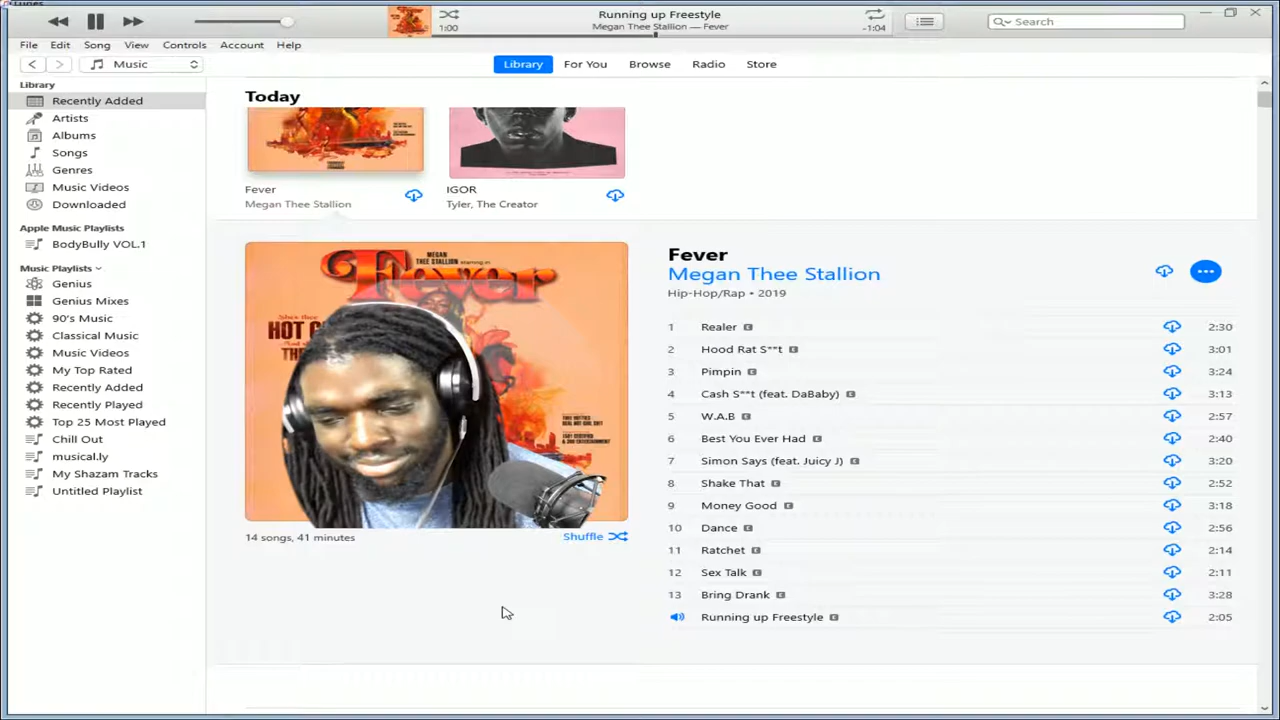 Running up Freestyle
1:00
Megan Thee Stallion — Fever
-1:04
Search
File Edit Song View Controls Account Help
Music
Library For You Browse Radio Store
Library
Recently Added
Artists
Albums
Songs
Genres
Music Videos
Downloaded
Apple Music Playlists
BodyBully VOL.1
Music Playlists
Genius
Genius Mixes
90's Music
Classical Music
Music Videos
My Top Rated
Recently Added
Recently Played
Top 25 Most Played
Chill Out
musical.ly
My Shazam Tracks
Untitled Playlist
Today
Fever
Megan Thee Stallion
IGOR
Tyler, The Creator
MEGAN
THEE STALLION starring in
Fever
HOT
14 songs, 41 minutes
Shuffle
Fever
Megan Thee Stallion
Hip-Hop/Rap • 2019
1 Realer E 2:30
2 Hood Rat S**t E 3:01
3 Pimpin E 3:24
4 Cash S**t (feat. DaBaby) E 3:13
5 W.A.B E 2:57
6 Best You Ever Had E 2:40
7 Simon Says (feat. Juicy J) E 3:20
8 Shake That E 2:52
9 Money Good E 3:18
10 Dance E 2:56
11 Ratchet E 2:14
12 Sex Talk E 2:11
13 Bring Drank E 3:28
Running up Freestyle E 2:05